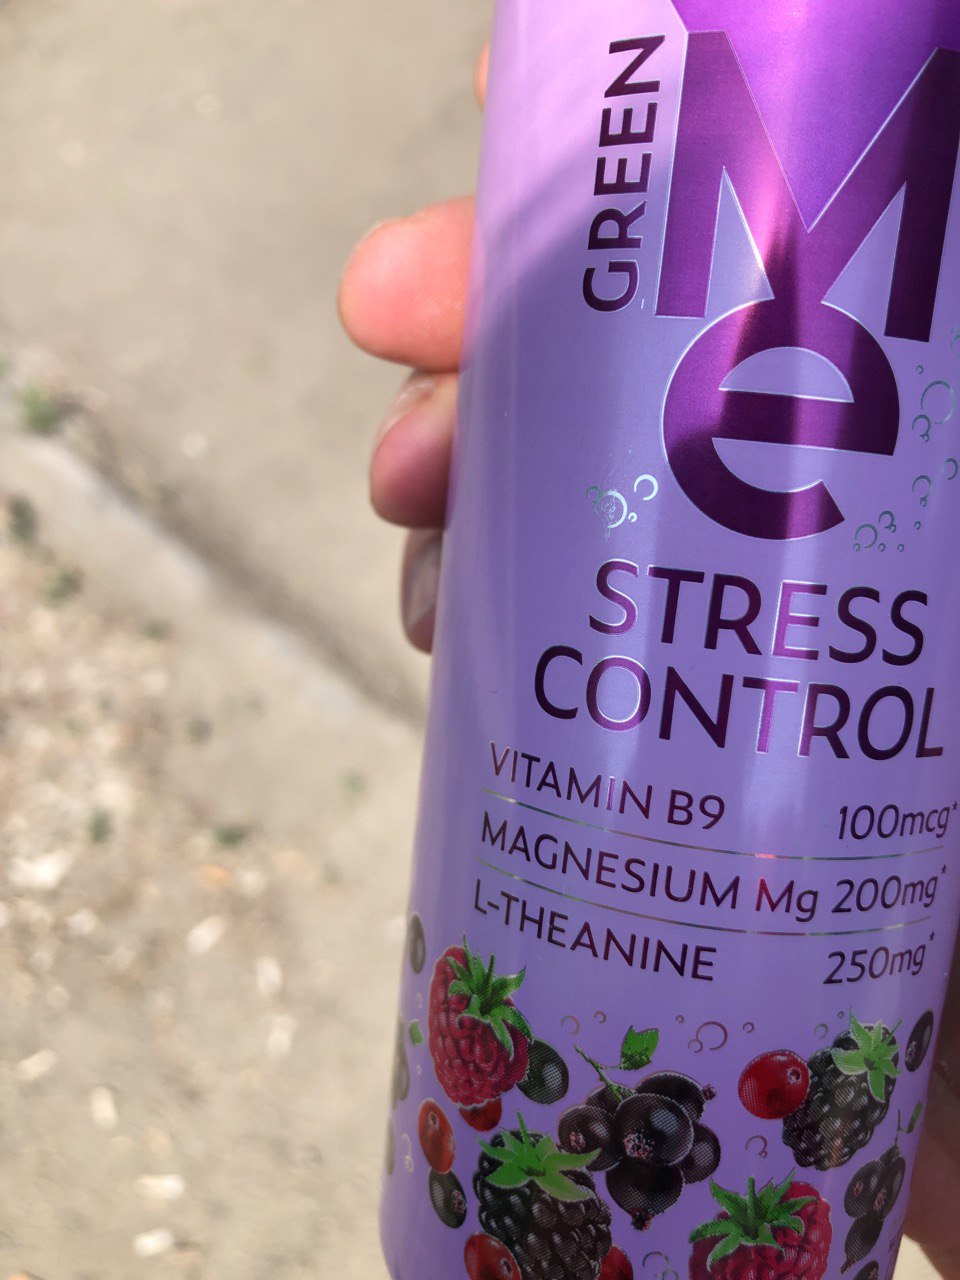 GREEN
Me
STRESS
CONTROL
VITAMIN B9 100mcg*
MAGNESIUM Mg 200mg*
L-THEANINE 250mg*